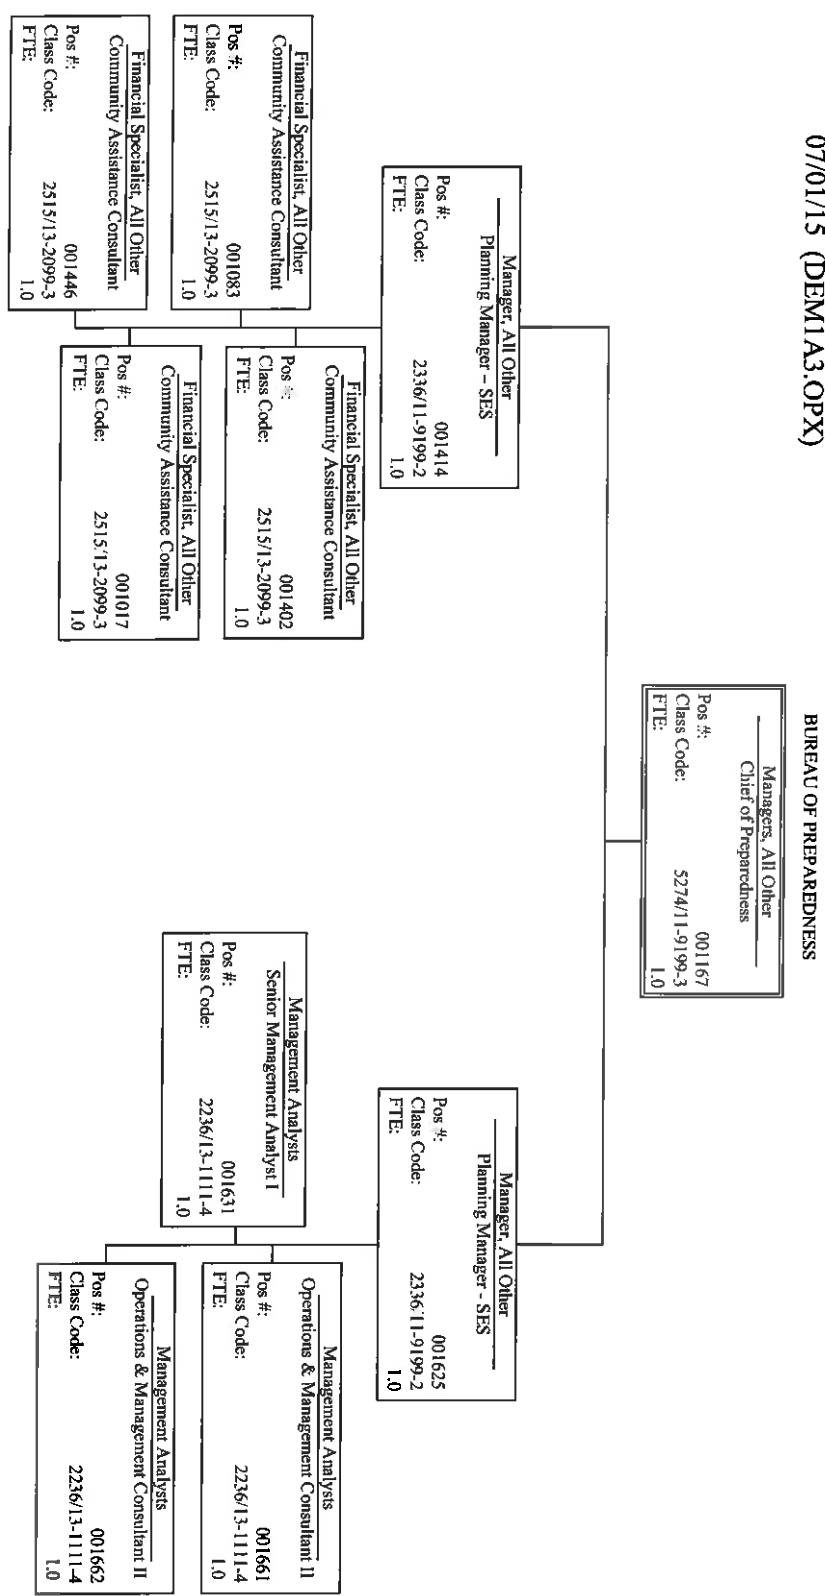 07/01/15 (DEM1A3.OPX)
BUREAU OF PREPAREDNESS
Managers, All Other
Chief of Preparedness
Pos #: 001167
Class Code: 5274/11-9199-3
FTE: 1.0
Manager, All Other
Planning Manager – SES
Pos #: 001414
Class Code: 2336/11-9199-2
FTE: 1.0
Manager, All Other
Planning Manager - SES
Pos #: 001625
Class Code: 2336/11-9199-2
FTE: 1.0
Financial Specialist, All Other
Community Assistance Consultant
Pos #: 001083
Class Code: 2515/13-2099-3
FTE: 1.0
Financial Specialist, All Other
Community Assistance Consultant
Pos #: 001402
Class Code: 2515/13-2099-3
FTE: 1.0
Financial Specialist, All Other
Community Assistance Consultant
Pos #: 001446
Class Code: 2515/13-2099-3
FTE: 1.0
Financial Specialist, All Other
Community Assistance Consultant
Pos #: 001017
Class Code: 2515/13-2099-3
FTE: 1.0
Management Analysts
Senior Management Analyst I
Pos #: 001631
Class Code: 2236/13-1111-4
FTE: 1.0
Management Analysts
Operations & Management Consultant II
Pos #: 001661
Class Code: 2236/13-1111-4
FTE: 1.0
Management Analysts
Operations & Management Consultant II
Pos #: 001662
Class Code: 2236/13-1111-4
FTE: 1.0